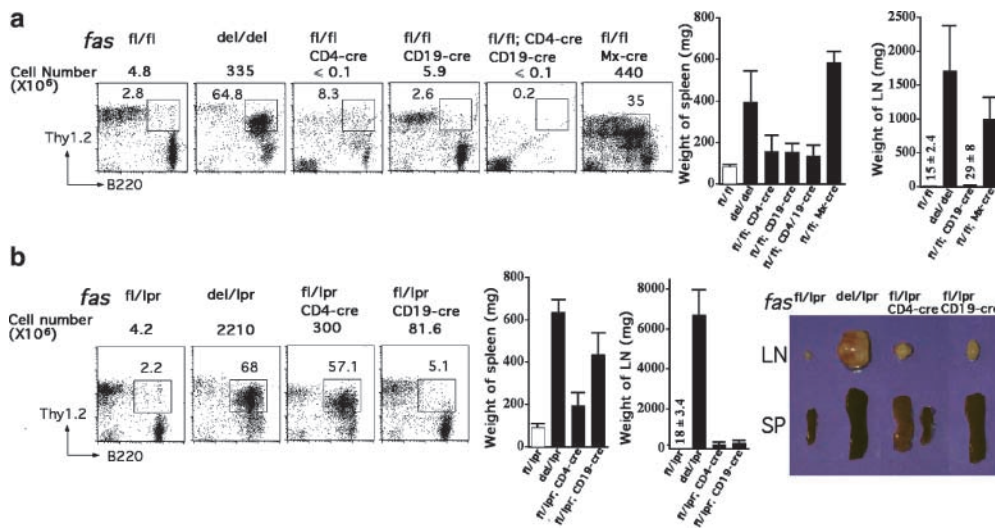 a
fas fl/fl del/del fl/fl CD4-cre fl/fl CD19-cre fl/fl; CD4-cre CD19-cre fl/fl Mx-cre
Cell Number (X10⁶) 4.8 335 < 0.1 5.9 < 0.1 440
2.8 64.8 8.3 2.6 0.2 35
Thy1.2
B220
Weight of spleen (mg)
800
600
400
200
0
fl/fl
del/del
fl/fl; CD4-cre
fl/fl; CD19-cre
fl/fl; CD4/19-cre
fl/fl; Mx-cre
Weight of LN (mg)
2500
2000
1500
1000
500
0
15 ± 2.4
29 ± 8
fl/fl
del/del
fl/fl; CD19-cre
fl/fl; Mx-cre
b
fas fl/lpr del/lpr fl/lpr CD4-cre fl/lpr CD19-cre
Cell number (X10⁶) 4.2 2210 300 81.6
2.2 68 57.1 5.1
Thy1.2
B220
Weight of spleen (mg)
800
600
400
200
0
fl/lpr
del/lpr
fl/lpr; CD4-cre
fl/lpr; CD19-cre
Weight of LN (mg)
8000
6000
4000
2000
0
18 ± 3.4
fl/lpr
del/lpr
fl/lpr; CD4-cre
fl/lpr; CD19-cre
fas fl/lpr del/lpr fl/lpr CD4-cre fl/lpr CD19-cre
LN
SP